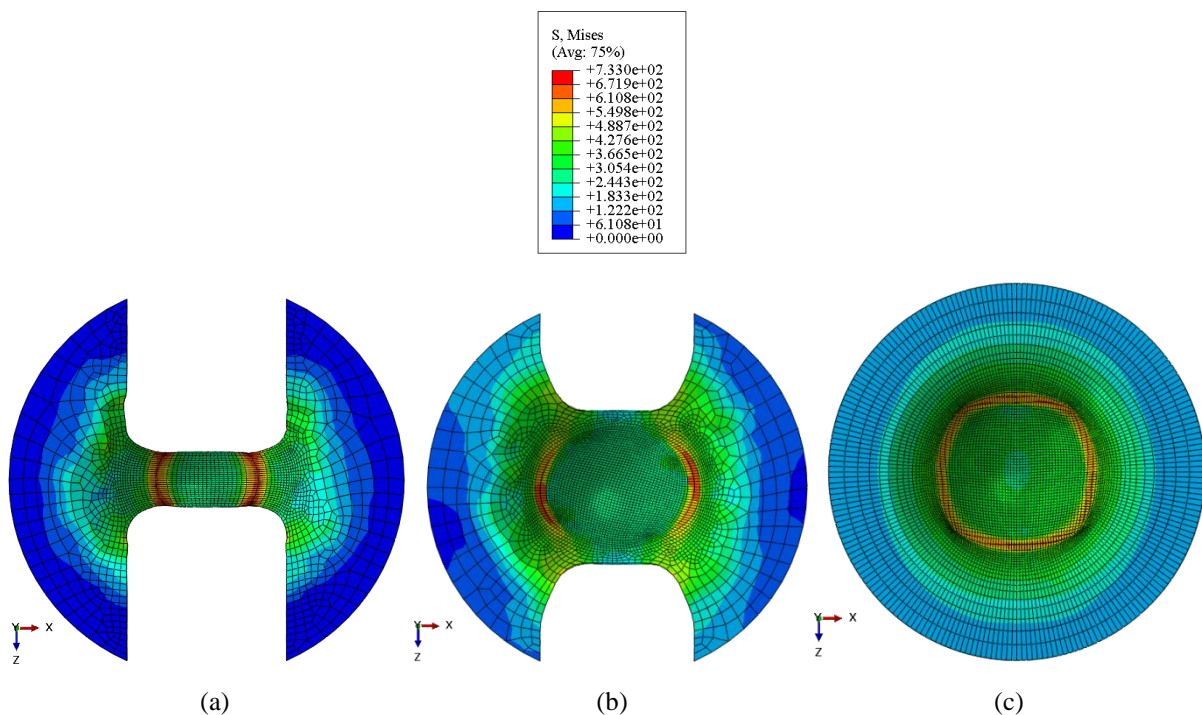 S, Mises
(Avg: 75%)
+7.330e+02
+6.719e+02
+6.108e+02
+5.498e+02
+4.887e+02
+4.276e+02
+3.665e+02
+3.054e+02
+2.443e+02
+1.833e+02
+1.222e+02
+6.108e+01
+0.000e+00
Y X
Z
Y X
Z
Y X
Z
(a) (b) (c)